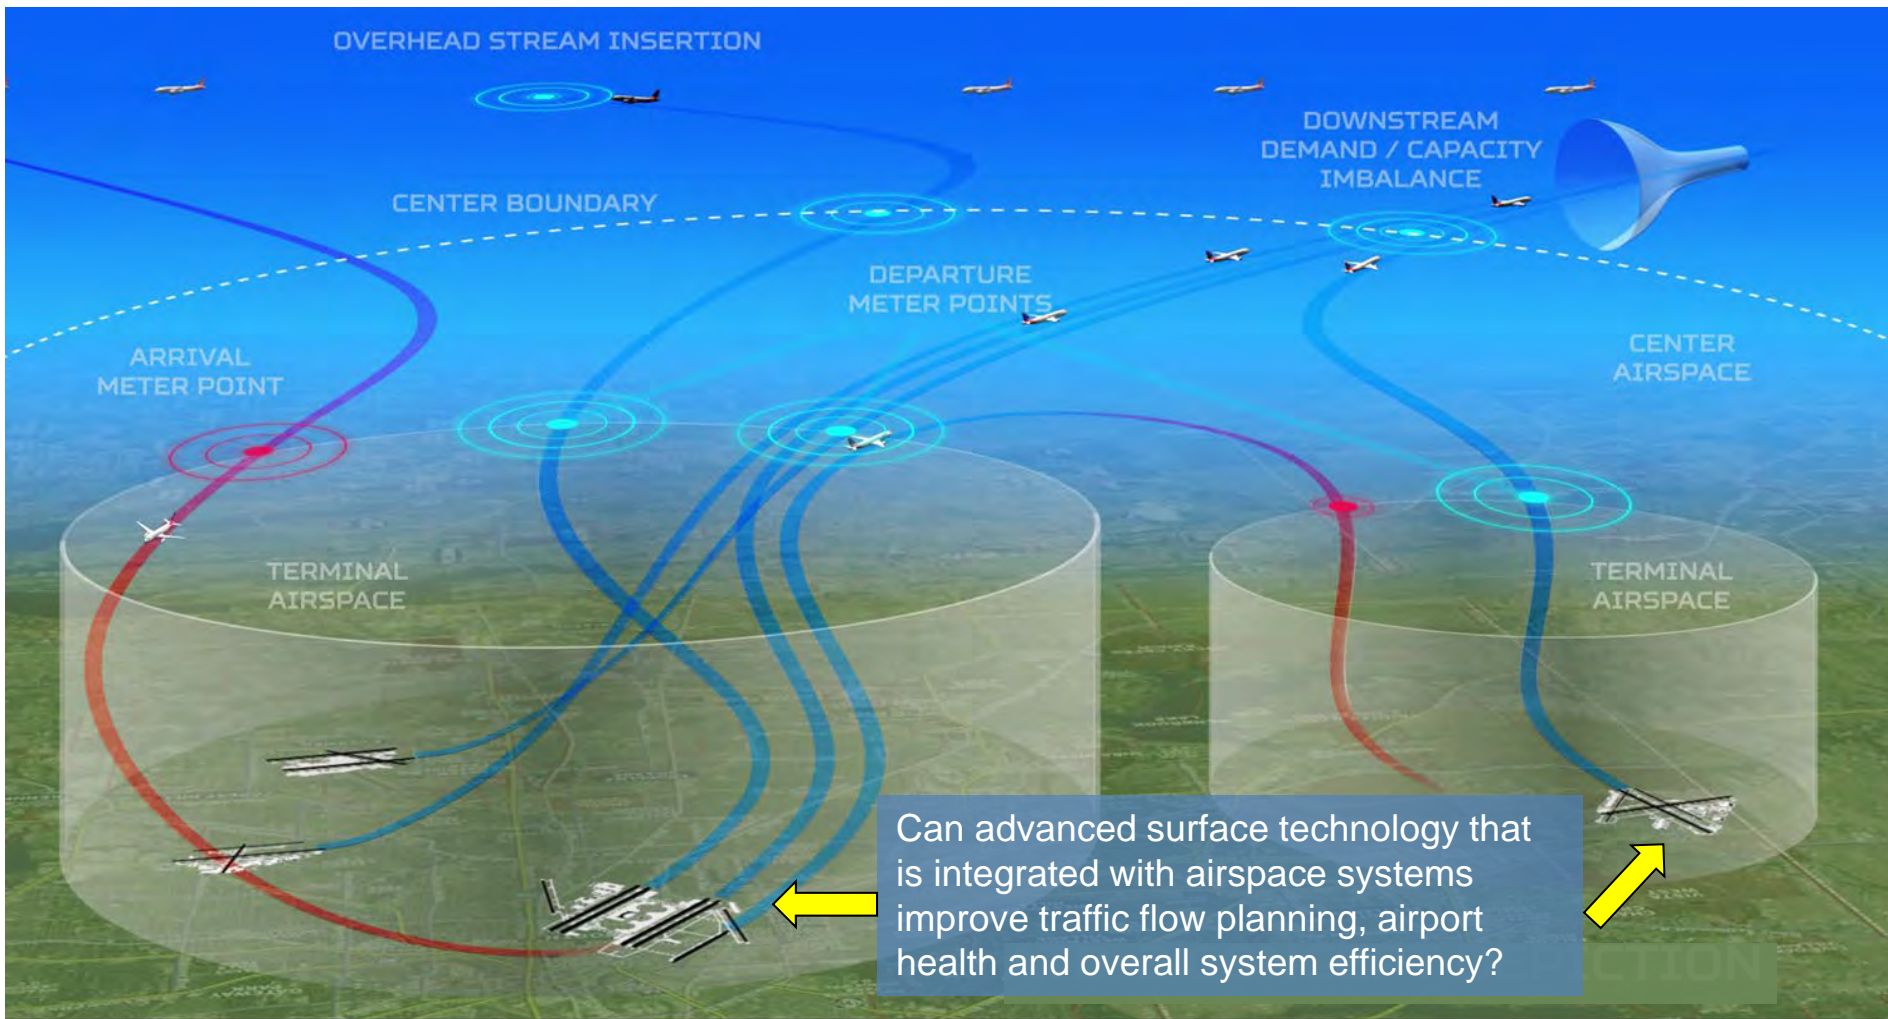 OVERHEAD STREAM INSERTION
DOWNSTREAM
DEMAND / CAPACITY
IMBALANCE
CENTER BOUNDARY
DEPARTURE
METER POINTS
ARRIVAL
METER POINT
CENTER
AIRSPACE
TERMINAL
AIRSPACE
TERMINAL
AIRSPACE
Can advanced surface technology that
is integrated with airspace systems
improve traffic flow planning, airport
health and overall system efficiency?